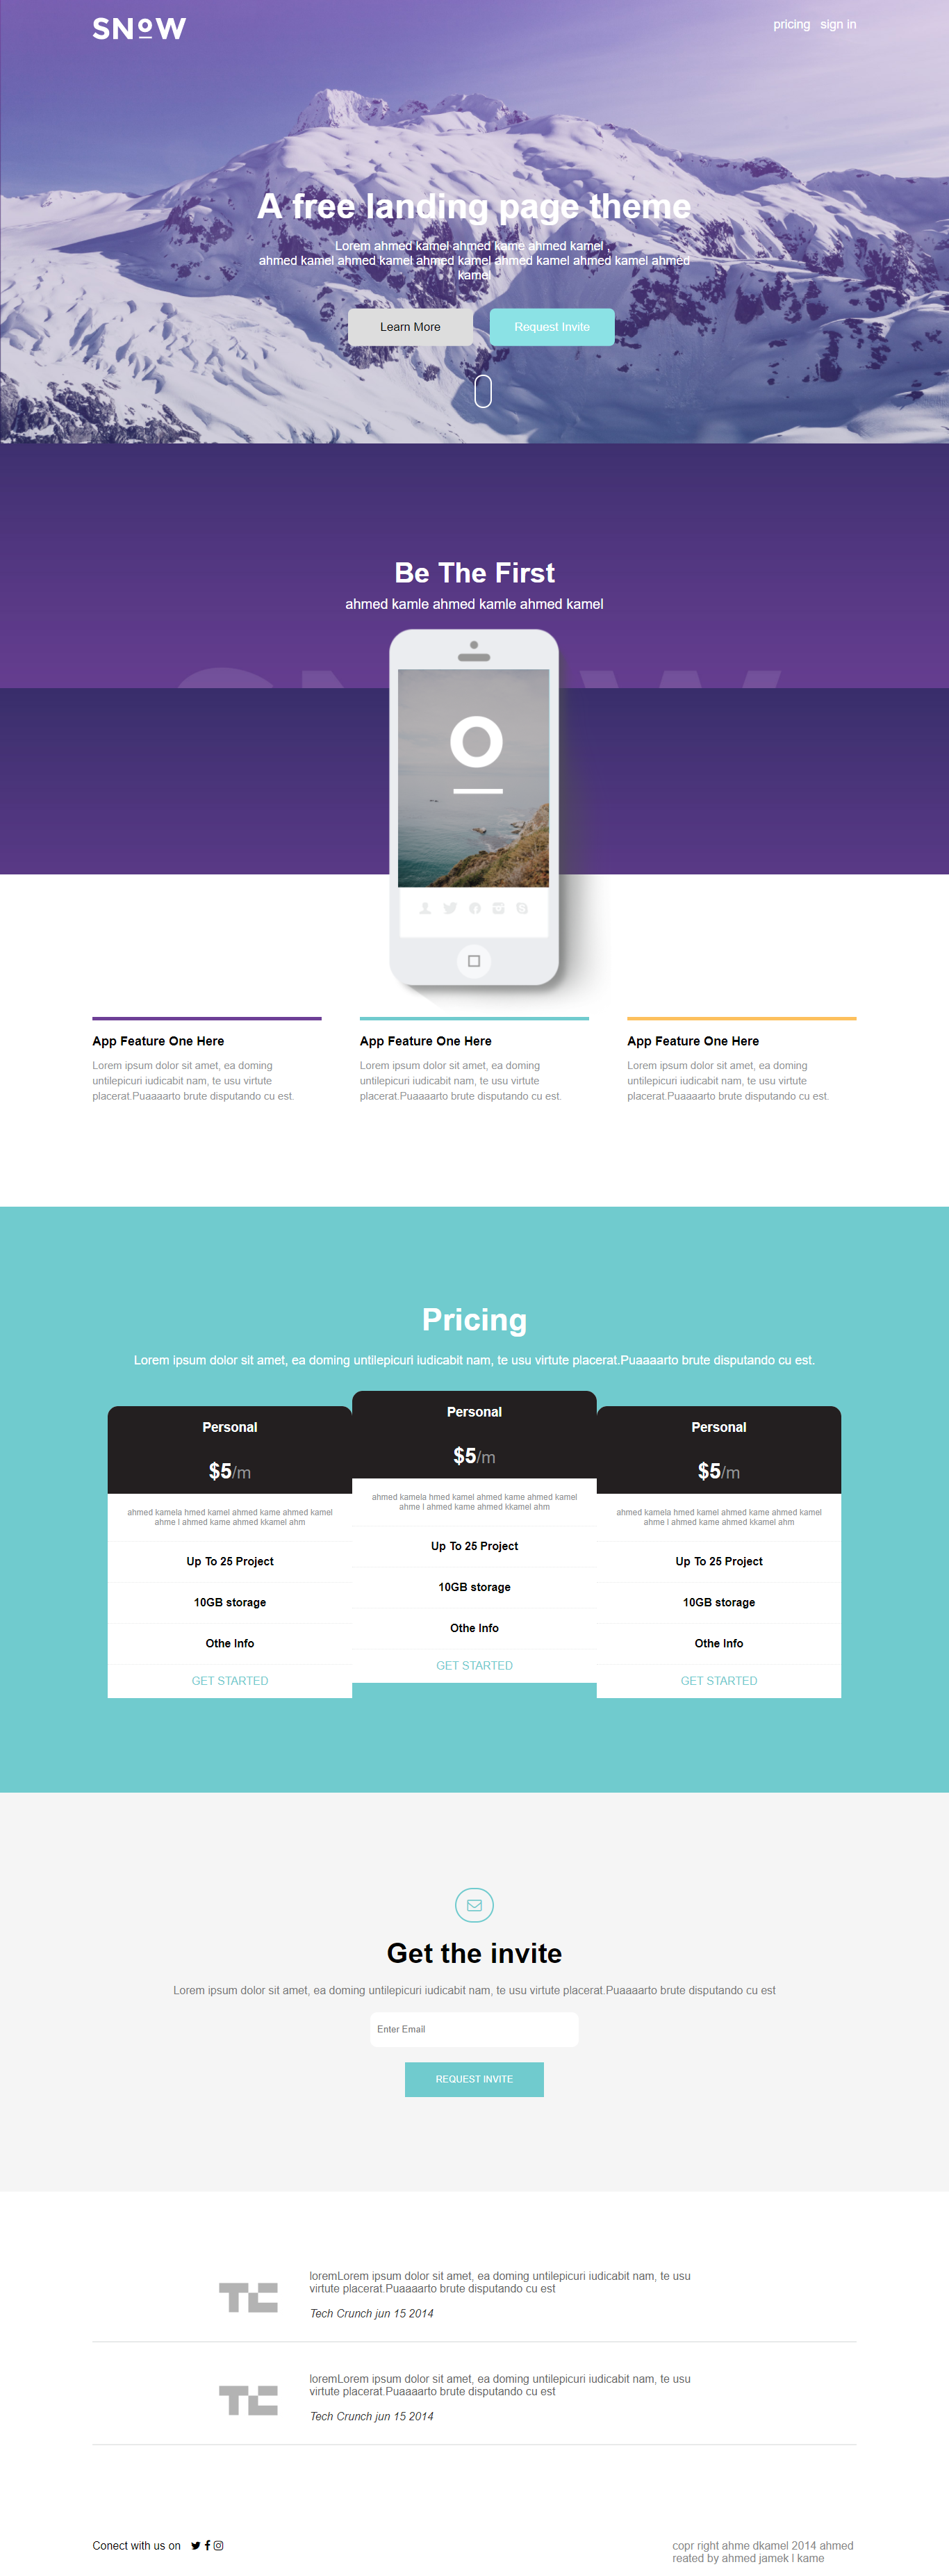 SNOW
pricing sign in
A free landing page theme
Lorem ahmed kamel ahmed kame ahmed kamel ,
ahmed kamel ahmed kamel ahmed kamel ahmed kamel ahmed kamel ahmed
kamel
Learn More
Request Invite
Be The First
ahmed kamle ahmed kamle ahmed kamel
App Feature One Here
Lorem ipsum dolor sit amet, ea doming
untilepicuri iudicabit nam, te usu virtute
placerat.Puaaaarto brute disputando cu est.
App Feature One Here
Lorem ipsum dolor sit amet, ea doming
untilepicuri iudicabit nam, te usu virtute
placerat.Puaaaarto brute disputando cu est.
App Feature One Here
Lorem ipsum dolor sit amet, ea doming
untilepicuri iudicabit nam, te usu virtute
placerat.Puaaaarto brute disputando cu est.
Pricing
Lorem ipsum dolor sit amet, ea doming untilepicuri iudicabit nam, te usu virtute placerat.Puaaaarto brute disputando cu est.
Personal
$5/m
ahmed kamela hmed kamel ahmed kame ahmed kamel
ahme l ahmed kame ahmed kkamel ahm
Up To 25 Project
10GB storage
Othe Info
GET STARTED
Personal
$5/m
ahmed kamela hmed kamel ahmed kame ahmed kamel
ahme l ahmed kame ahmed kkamel ahm
Up To 25 Project
10GB storage
Othe Info
GET STARTED
Personal
$5/m
ahmed kamela hmed kamel ahmed kame ahmed kamel
ahme l ahmed kame ahmed kkamel ahm
Up To 25 Project
10GB storage
Othe Info
GET STARTED
Get the invite
Lorem ipsum dolor sit amet, ea doming untilepicuri iudicabit nam, te usu virtute placerat.Puaaaarto brute disputando cu est
Enter Email
REQUEST INVITE
TC
loremLorem ipsum dolor sit amet, ea doming untilepicuri iudicabit nam, te usu
virtute placerat.Puaaaarto brute disputando cu est
Tech Crunch jun 15 2014
TC
loremLorem ipsum dolor sit amet, ea doming untilepicuri iudicabit nam, te usu
virtute placerat.Puaaaarto brute disputando cu est
Tech Crunch jun 15 2014
Conect with us on
copr right ahme dkamel 2014 ahmed
reated by ahmed jamek l kame